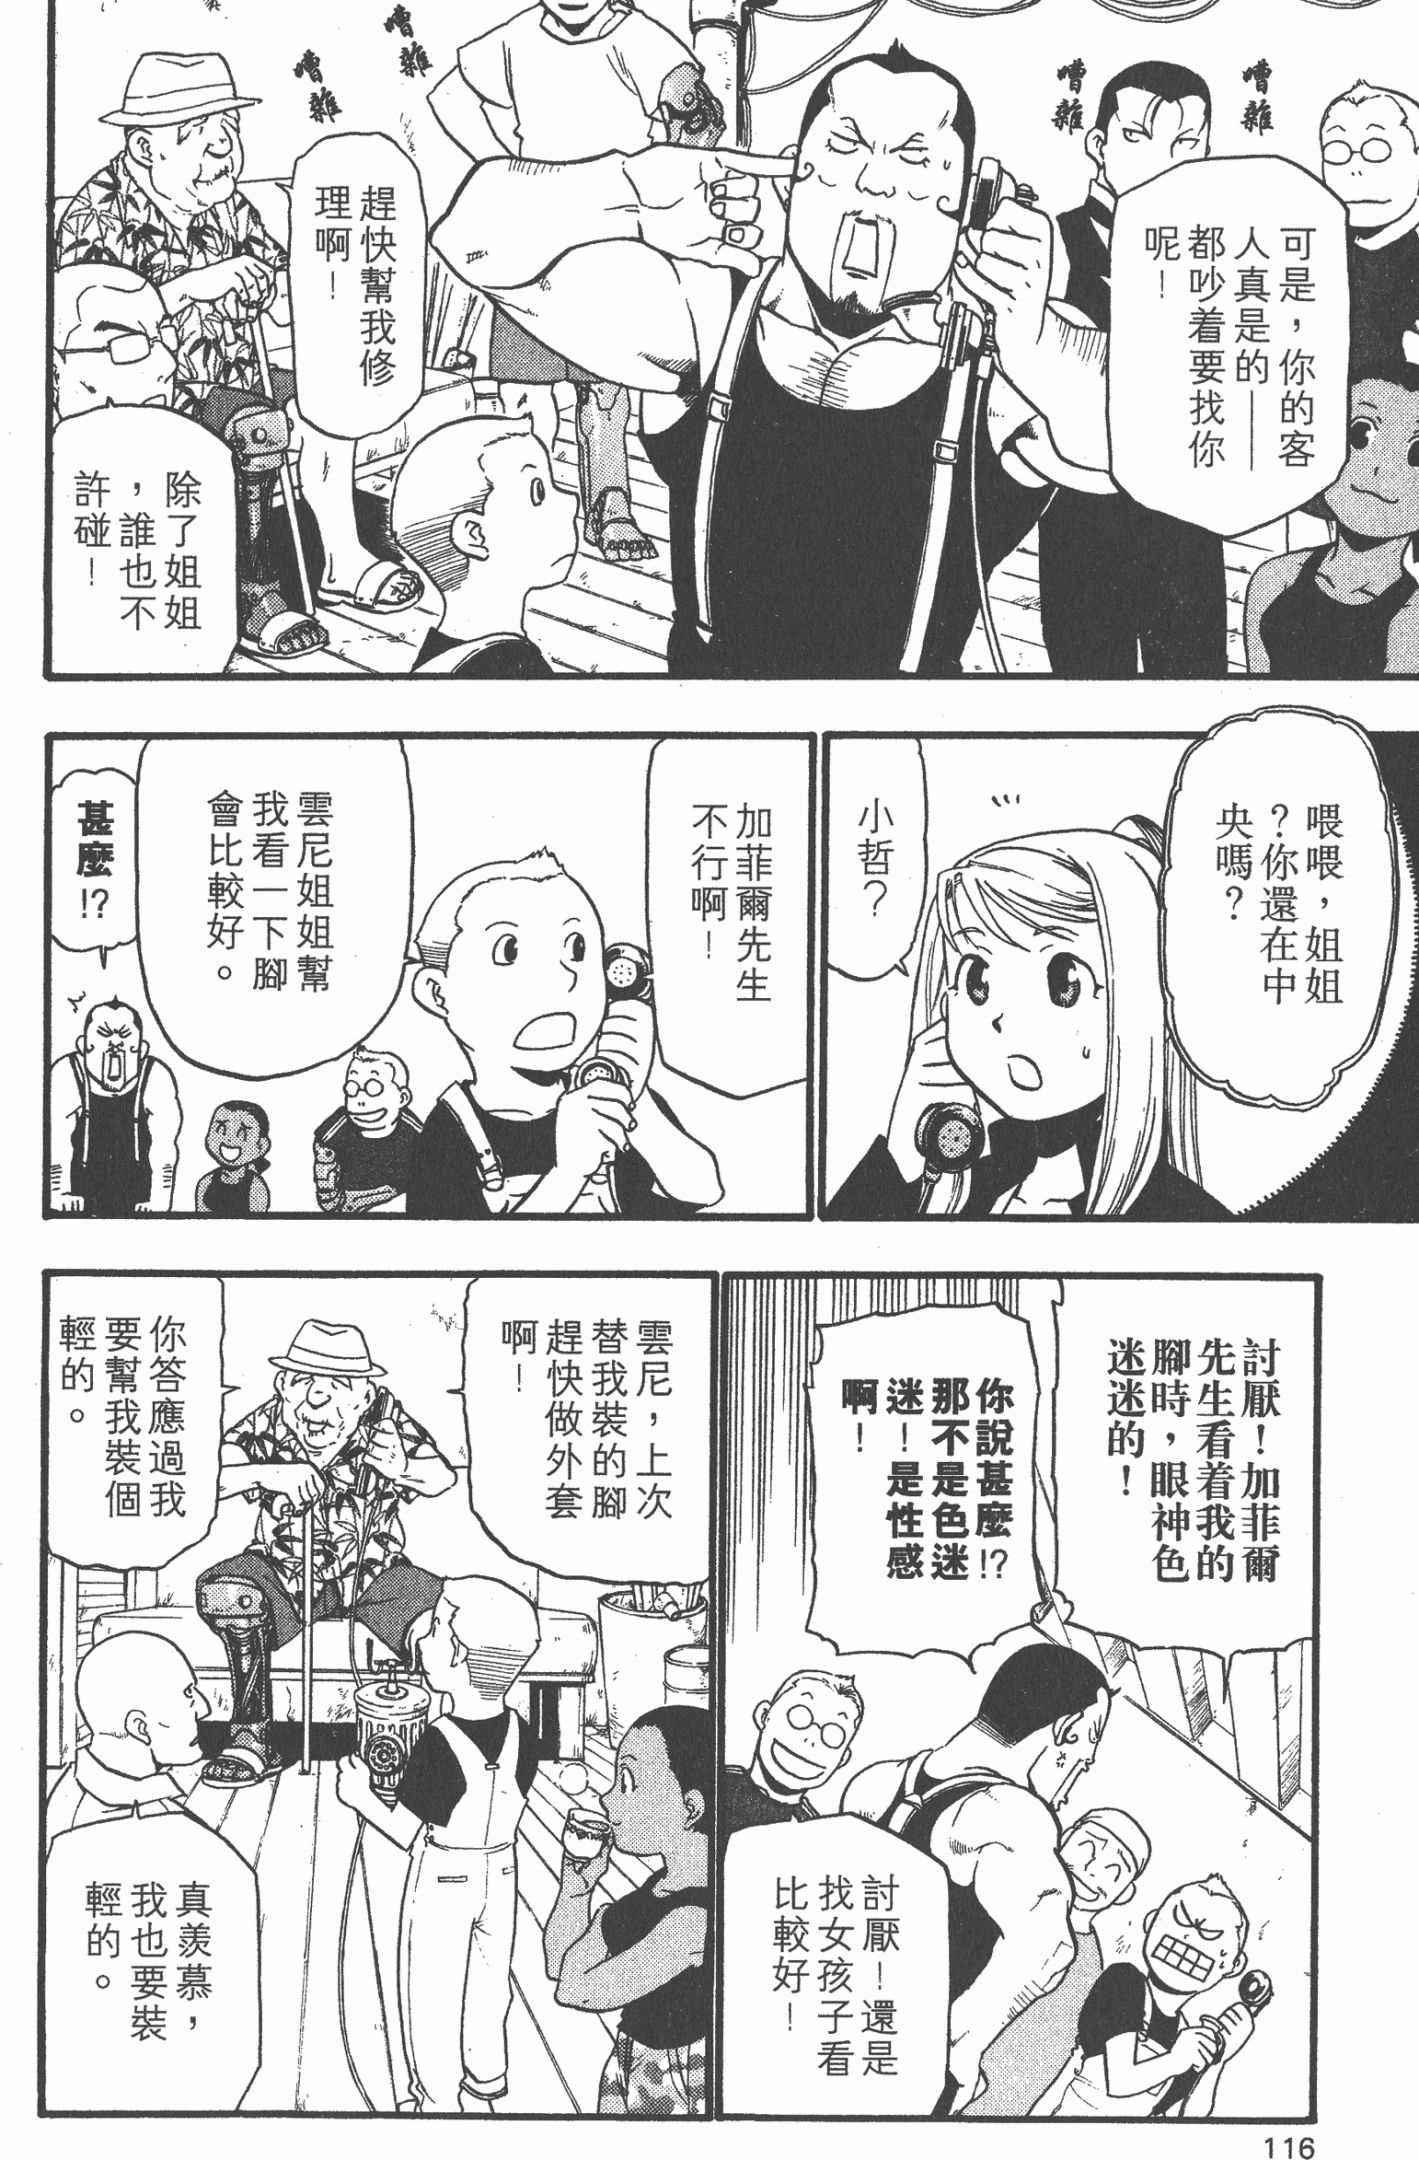 可是，你的客
人真是的——
都吵着要找你
呢！
嘈雜
嘈雜
嘈雜
嘈雜
趕快幫我修
理啊！
除了姐姐
，誰也不
許碰！
喂喂，姐姐
？你還在中
央嗎？
小哲？
加菲爾先生
不行啊！
雲尼姐姐幫
我看一下腳
會比較好。
甚麼!?
討厭！加菲爾
先生看着我的
腳時，眼神色
迷迷的！
你說甚麼!?
那不是色迷
迷！是性感
啊！
討厭！還是
找女孩子看
比較好！
雲尼，上次
替我裝的腳
趕快做外套
啊！
你答應過我
要幫我裝個
輕的。
真羨慕，
我也要裝
輕的。
116